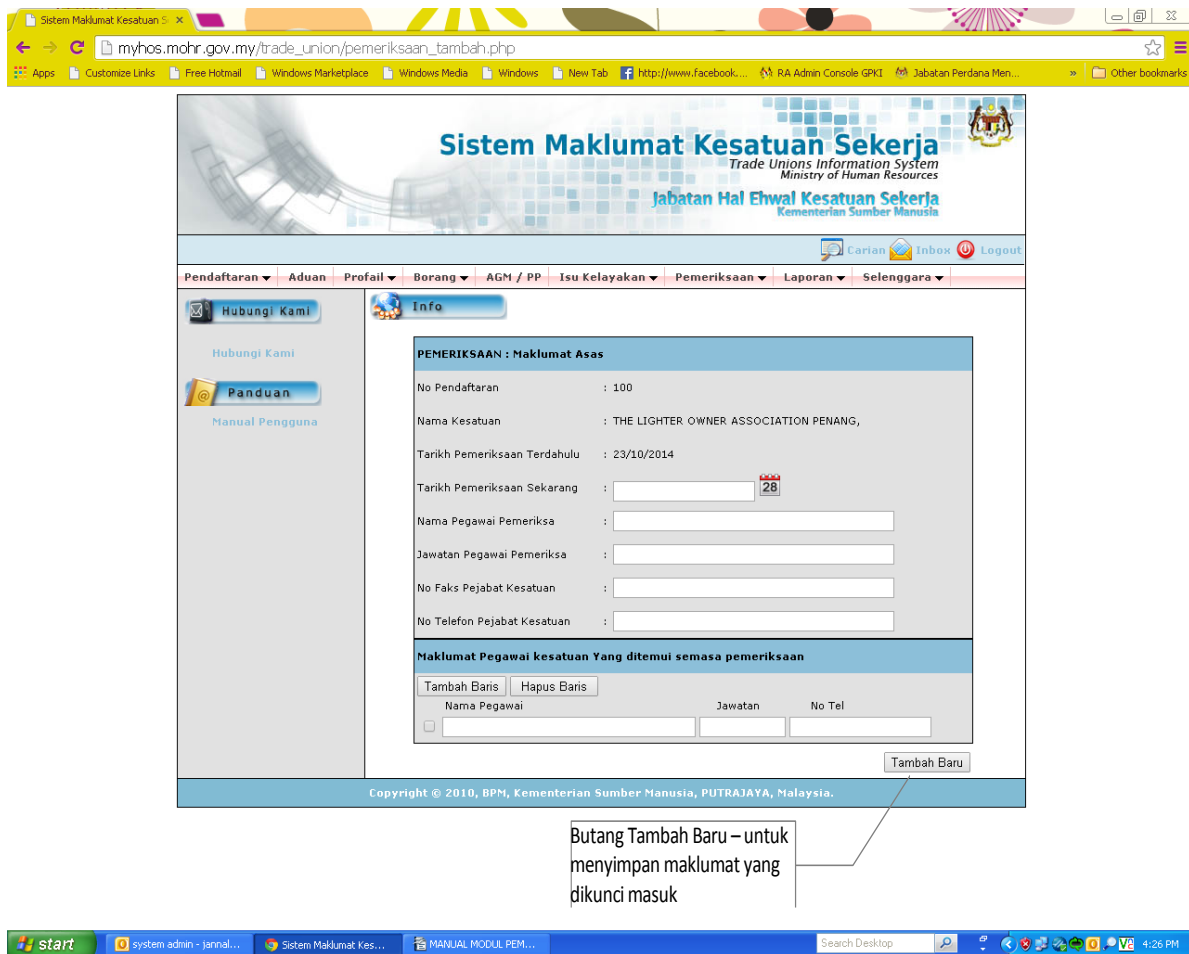 Sistem Maklumat Kesatuan S
myhos.mohr.gov.my/trade_union/pemeriksaan_tambah.php
Apps Customize Links Free Hotmail Windows Marketplace Windows Media Windows New Tab http://www.facebook.... RA Admin Console GPKI Jabatan Perdana Men... » Other bookmarks
Sistem Maklumat Kesatuan Sekerja
Trade Unions Information System
Ministry of Human Resources
Jabatan Hal Ehwal Kesatuan Sekerja
Kementerian Sumber Manusia
Carian Inbox Logout
Pendaftaran Aduan Profail Borang AGM / PP Isu Kelayakan Pemeriksaan Laporan Selenggara
Hubungi Kami
Hubungi Kami
Panduan
Manual Pengguna
Info
PEMERIKSAAN : Maklumat Asas
No Pendaftaran : 100
Nama Kesatuan : THE LIGHTER OWNER ASSOCIATION PENANG,
Tarikh Pemeriksaan Terdahulu : 23/10/2014
Tarikh Pemeriksaan Sekarang : 28
Nama Pegawai Pemeriksa :
Jawatan Pegawai Pemeriksa :
No Faks Pejabat Kesatuan :
No Telefon Pejabat Kesatuan :
Maklumat Pegawai kesatuan Yang ditemui semasa pemeriksaan
Tambah Baris Hapus Baris
Nama Pegawai Jawatan No Tel
Tambah Baru
Copyright © 2010, BPM, Kementerian Sumber Manusia, PUTRAJAYA, Malaysia.
Butang Tambah Baru – untuk
menyimpan maklumat yang
dikunci masuk
start system admin - jannal... Sistem Maklumat Kes... MANUAL MODUL PEM... Search Desktop 4:26 PM